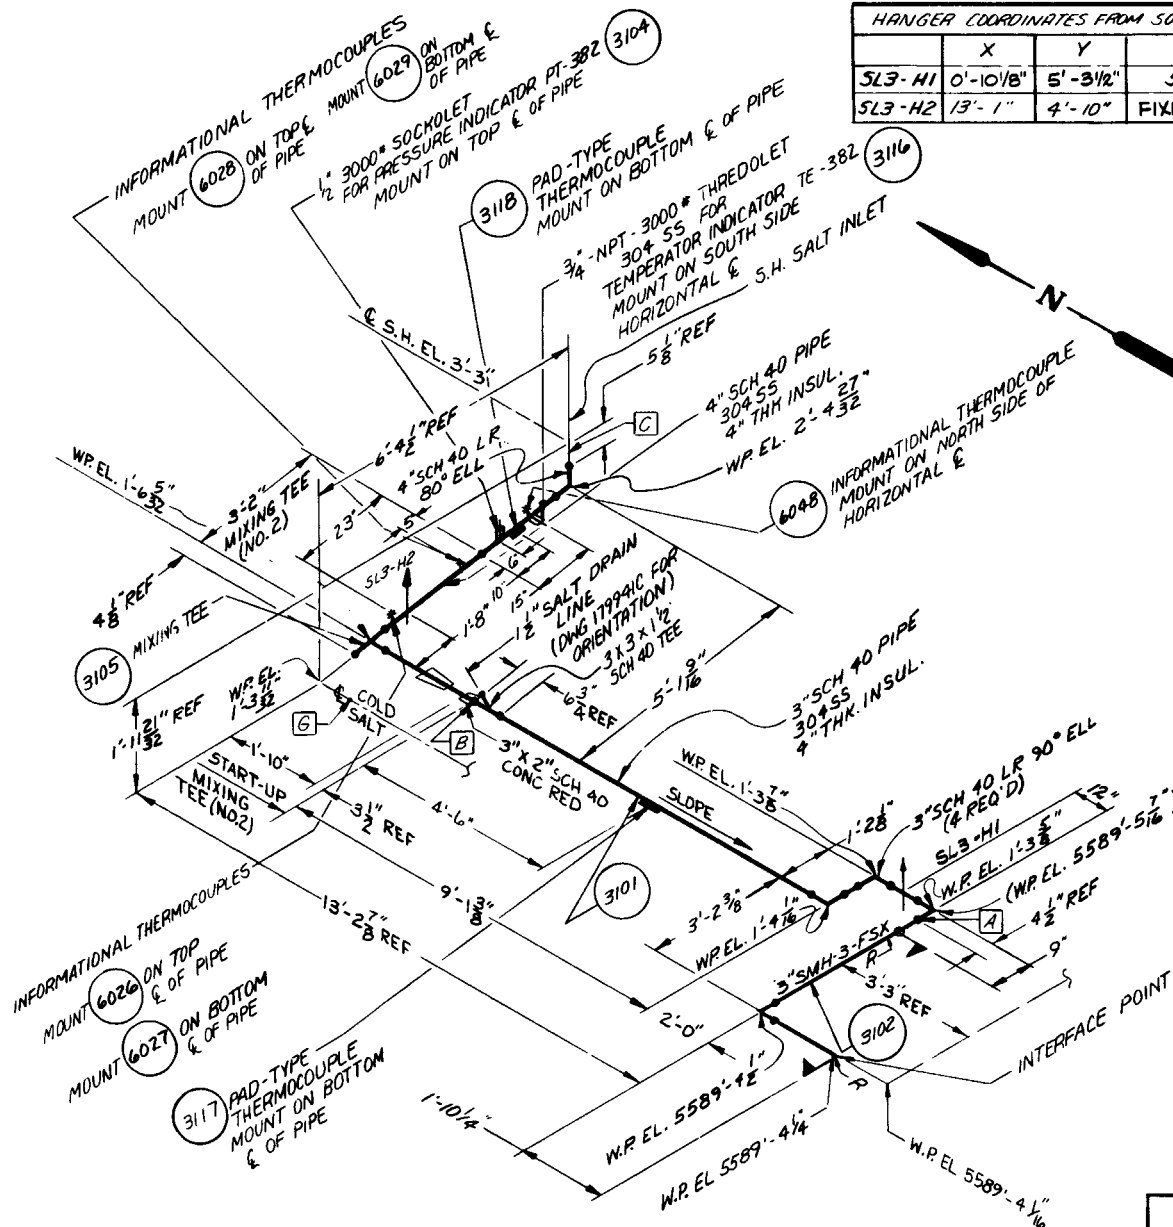 HANGER COORDINATES FROM SO
X Y
SL3-H1 0'-10 1/8" 5'-3 1/2" S
SL3-H2 13'-1" 4'-10" FIX
INFORMATIONAL THERMOCOUPLES
MOUNT 6028 ON TOP ℄
OF PIPE
MOUNT 6029 ON
BOTTOM ℄
OF PIPE
1/2" 3000# SOCKOLET
FOR PRESSURE INDICATOR PT-382 3104
MOUNT ON TOP ℄ OF PIPE
3118 PAD-TYPE
THERMOCOUPLE
MOUNT ON BOTTOM ℄ OF PIPE
3/4"-NPT-3000# THREDOLET
304 SS FOR
TEMPERATOR INDICATOR TE-382 3116
MOUNT ON SOUTH SIDE
HORIZONTAL ℄
S.H. SALT INLET
N
℄ S.H. EL. 3'-3"
5 1/8" REF
6'-4 1/2" REF
4" SCH 40 LR
80° ELL
C
4" SCH 40 PIPE
304 SS
4" THK INSUL.
W.P. EL. 2'-4 27/32"
6048 INFORMATIONAL THERMOCOUPLE
MOUNT ON NORTH SIDE OF
HORIZONTAL ℄
W.P. EL. 1'-6 5/32"
3'-2"
MIXING TEE
(NO.2)
23"
5"
SL3-H2
4 1/8" REF
MIXING TEE
3105
6"
10"
15"
1'-8"
1 1/2" SALT DRAIN
LINE
(DWG 179941C FOR
ORIENTATION)
3 x 3 x 1 1/2
SCH 40 TEE
6 3/4" REF
5'-1 9/16"
3" SCH 40 PIPE
304 SS
4" THK. INSUL.
W.P. EL.
1'-3 11/32"
1'-11 21/32" REF
G
℄ COLD
SALT
B
3" X 2" SCH 40
CONC RED
1'-10"
START-UP
MIXING
TEE (NO.2)
3 1/2" REF
4'-6"
SLOPE
W.P. EL. 1'-3 7/8"
3" SCH 40 LR 90° ELL
(4 REQ'D)
1'-2 1/8"
SL3-H1
12"
W.P. EL. 1'-3 5/8"
(W.P. EL. 5589'-5 7/16"
A
4 1/2" REF
9"
3101
3'-2 3/8"
W.P. EL. 1'-4 1/16"
3" SMH-3-FSX
R
3'-3" REF
3102
INTERFACE POINT
INFORMATIONAL THERMOCOUPLES
MOUNT 6026 ON TOP
℄ OF PIPE
MOUNT 6027 ON BOTTOM
℄ OF PIPE
3117 PAD-TYPE
THERMOCOUPLE
MOUNT ON BOTTOM
℄ OF PIPE
13'-2 7/8" REF
2'-0"
1'-10 1/4"
W.P. EL. 5589'-4 1/2"
W.P. EL 5589'-4 1/4"
R
W.P. EL 5589'-4 1/16"